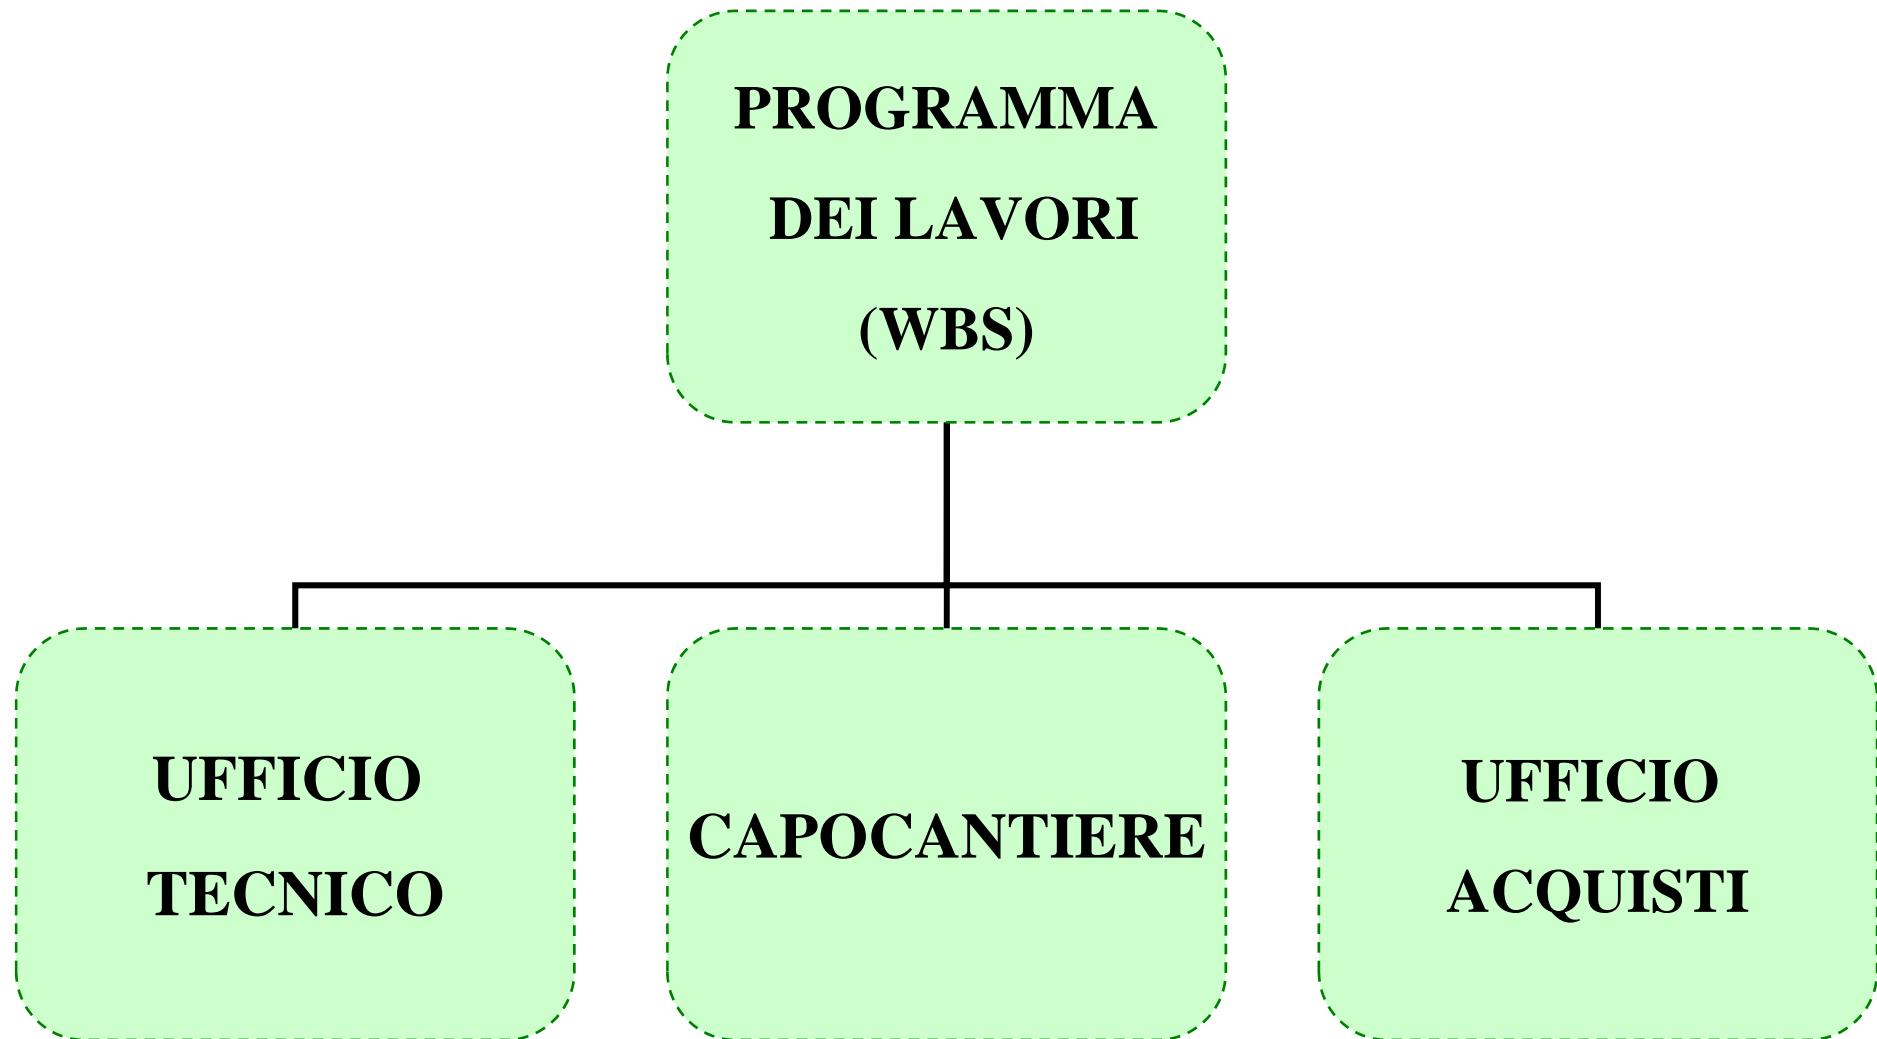 PROGRAMMA
DEI LAVORI
(WBS)
UFFICIO
TECNICO
CAPOCANTIERE
UFFICIO
ACQUISTI